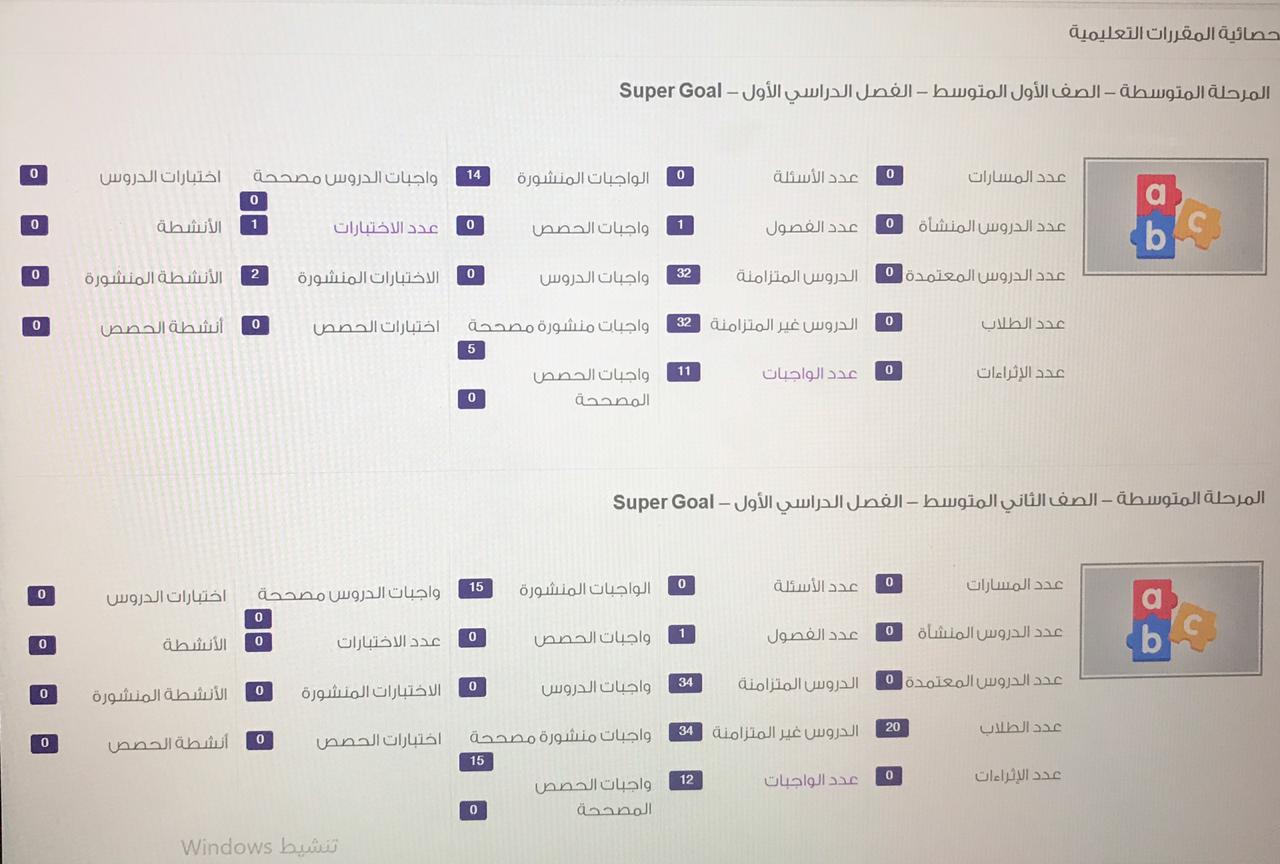 حصائية المقررات التعليمية
المرحلة المتوسطة – الصف الأول المتوسط – الفصل الدراسي الأول – Super Goal
a
b
c
عدد المسارات 0
عدد الدروس المنشأة 0
عدد الدروس المعتمدة 0
عدد الطلاب 0
عدد الإثراءات 0
عدد الأسئلة 0
عدد الفصول 1
الدروس المتزامنة 32
الدروس غير المتزامنة 32
عدد الواجبات 11
الواجبات المنشورة 14
واجبات الحصص 0
واجبات الدروس 0
واجبات منشورة مصححة
5
واجبات الحصص
المصححة 0
واجبات الدروس مصححة
0
عدد الاختبارات 1
الاختبارات المنشورة 2
اختبارات الحصص 0
اختبارات الدروس 0
الأنشطة 0
الأنشطة المنشورة 0
أنشطة الحصص 0
المرحلة المتوسطة – الصف الثاني المتوسط – الفصل الدراسي الأول – Super Goal
a
b
c
عدد المسارات 0
عدد الدروس المنشأة 0
عدد الدروس المعتمدة 0
عدد الطلاب 20
عدد الإثراءات 0
عدد الأسئلة 0
عدد الفصول 1
الدروس المتزامنة 34
الدروس غير المتزامنة 34
عدد الواجبات 12
الواجبات المنشورة 15
واجبات الحصص 0
واجبات الدروس 0
واجبات منشورة مصححة
15
واجبات الحصص
المصححة 0
واجبات الدروس مصححة
0
عدد الاختبارات 0
الاختبارات المنشورة 0
اختبارات الحصص 0
اختبارات الدروس 0
الأنشطة 0
الأنشطة المنشورة 0
أنشطة الحصص 0
تنشيط Windows